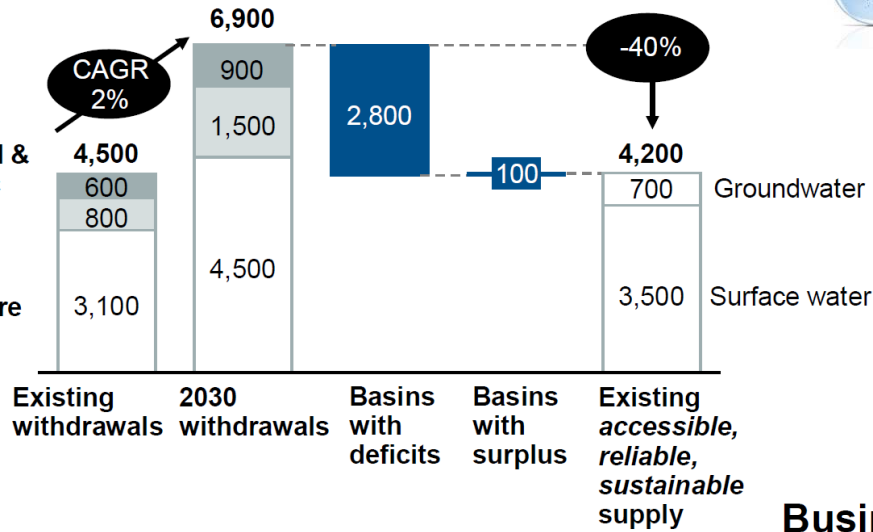 6,900
CAGR
2%
900
-40%
1,500
2,800
&
4,500
4,200
600
100
700
Groundwater
800
4,500
3,100
3,500
Surface water
Existing
withdrawals
2030
withdrawals
Basins
with
deficits
Basins
with
surplus
Existing
accessible,
reliable,
sustainable
supply